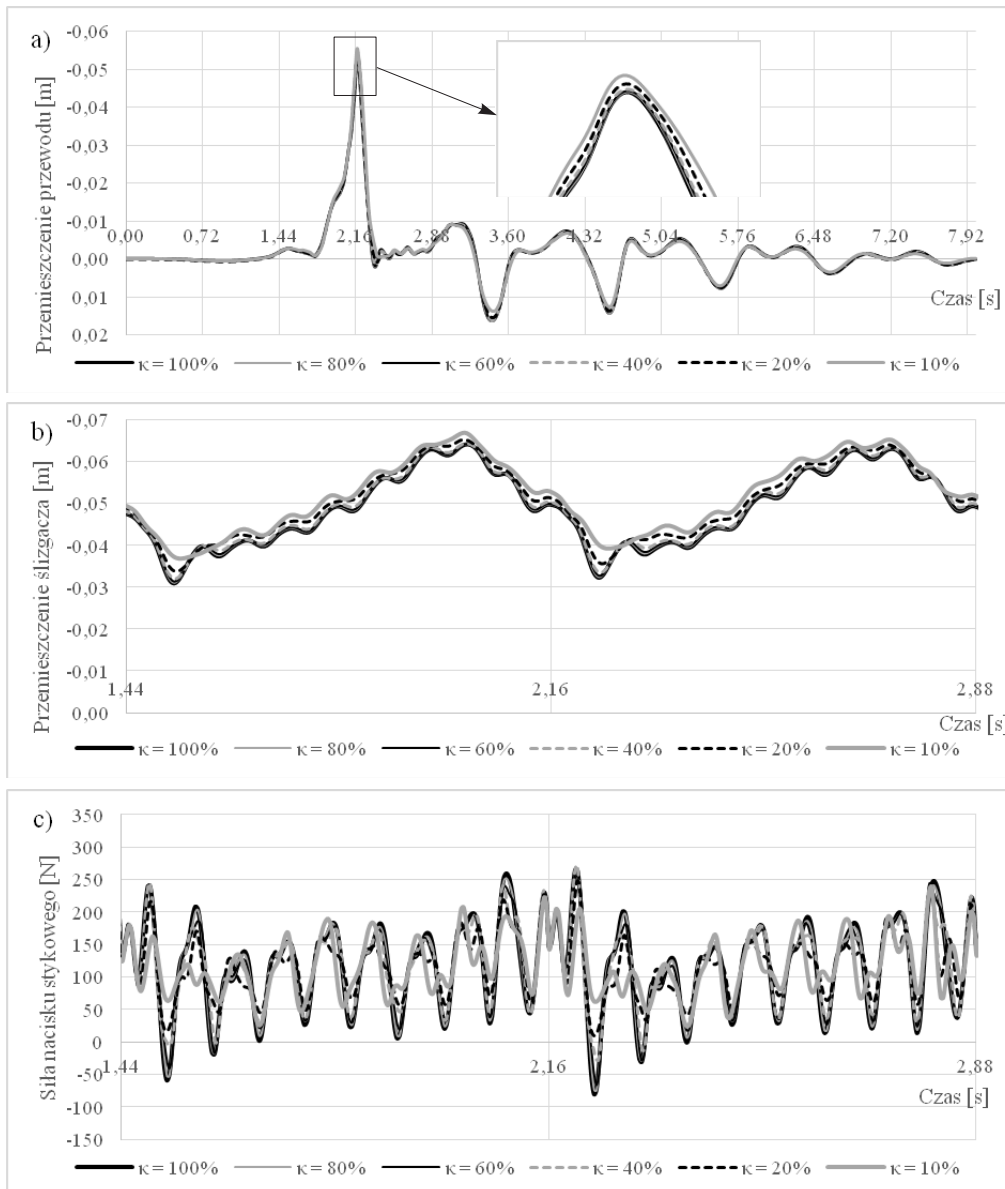 a)
Przemieszczenie przewodu [m]
-0,06
-0,05
-0,04
-0,03
-0,02
-0,01
0,00
0,01
0,02
0,00 0,72 1,44 2,16 2,88 3,60 4,32 5,04 5,76 6,48 7,20 7,92
Czas [s]
κ = 100% κ = 80% κ = 60% κ = 40% κ = 20% κ = 10%
b)
Przemieszczenie ślizgacza [m]
-0,07
-0,06
-0,05
-0,04
-0,03
-0,02
-0,01
0,00
1,44 2,16 2,88
Czas [s]
κ = 100% κ = 80% κ = 60% κ = 40% κ = 20% κ = 10%
c)
Siła nacisku stykowego [N]
350
300
250
200
150
100
50
0
-50
-100
-150
1,44 2,16 2,88
Czas [s]
κ = 100% κ = 80% κ = 60% κ = 40% κ = 20% κ = 10%